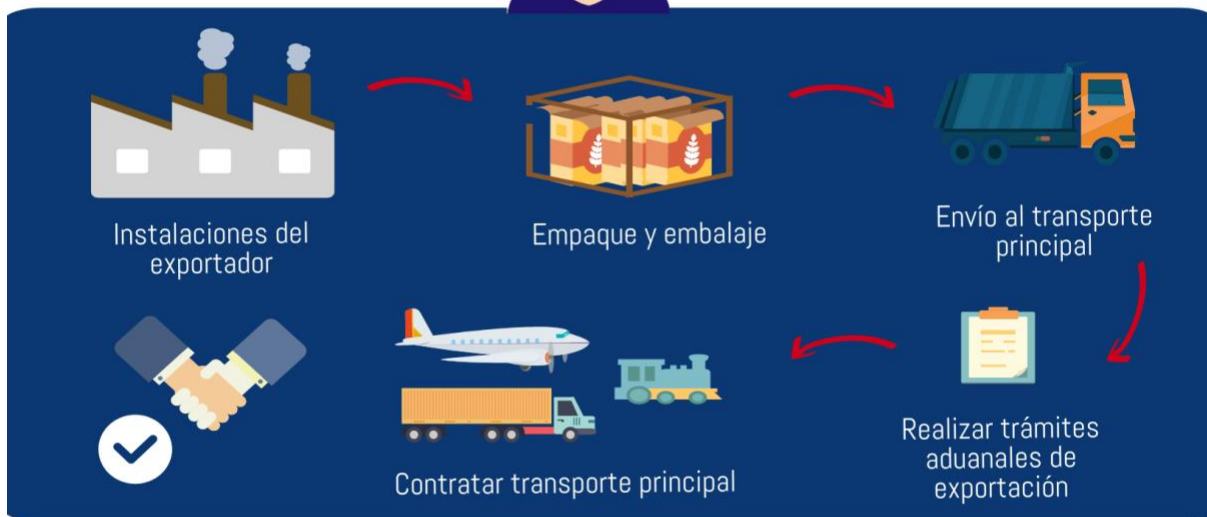 Instalaciones del
exportador
Empaque y embalaje
Envío al transporte
principal
Realizar trámites
aduanales de
exportación
Contratar transporte principal